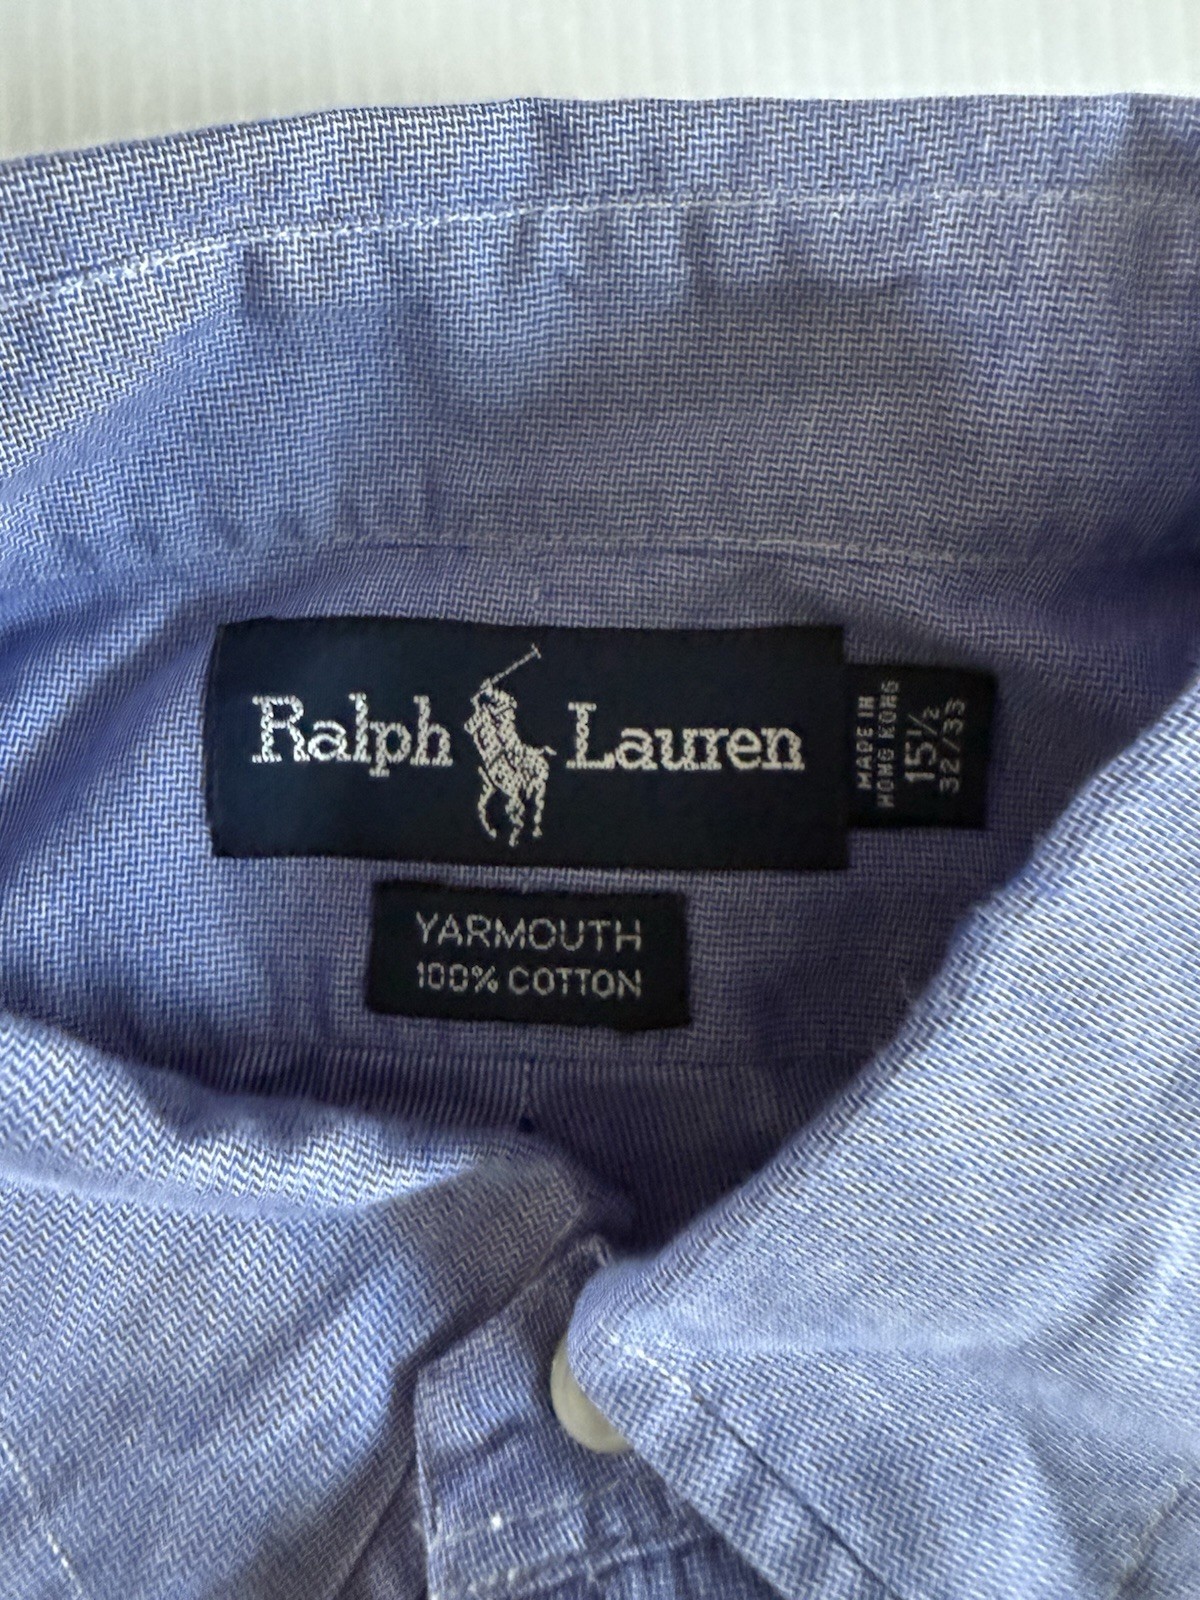 Ralph Lauren
MADE IN
HONG KONG
15½
32/33
YARMOUTH
100% COTTON